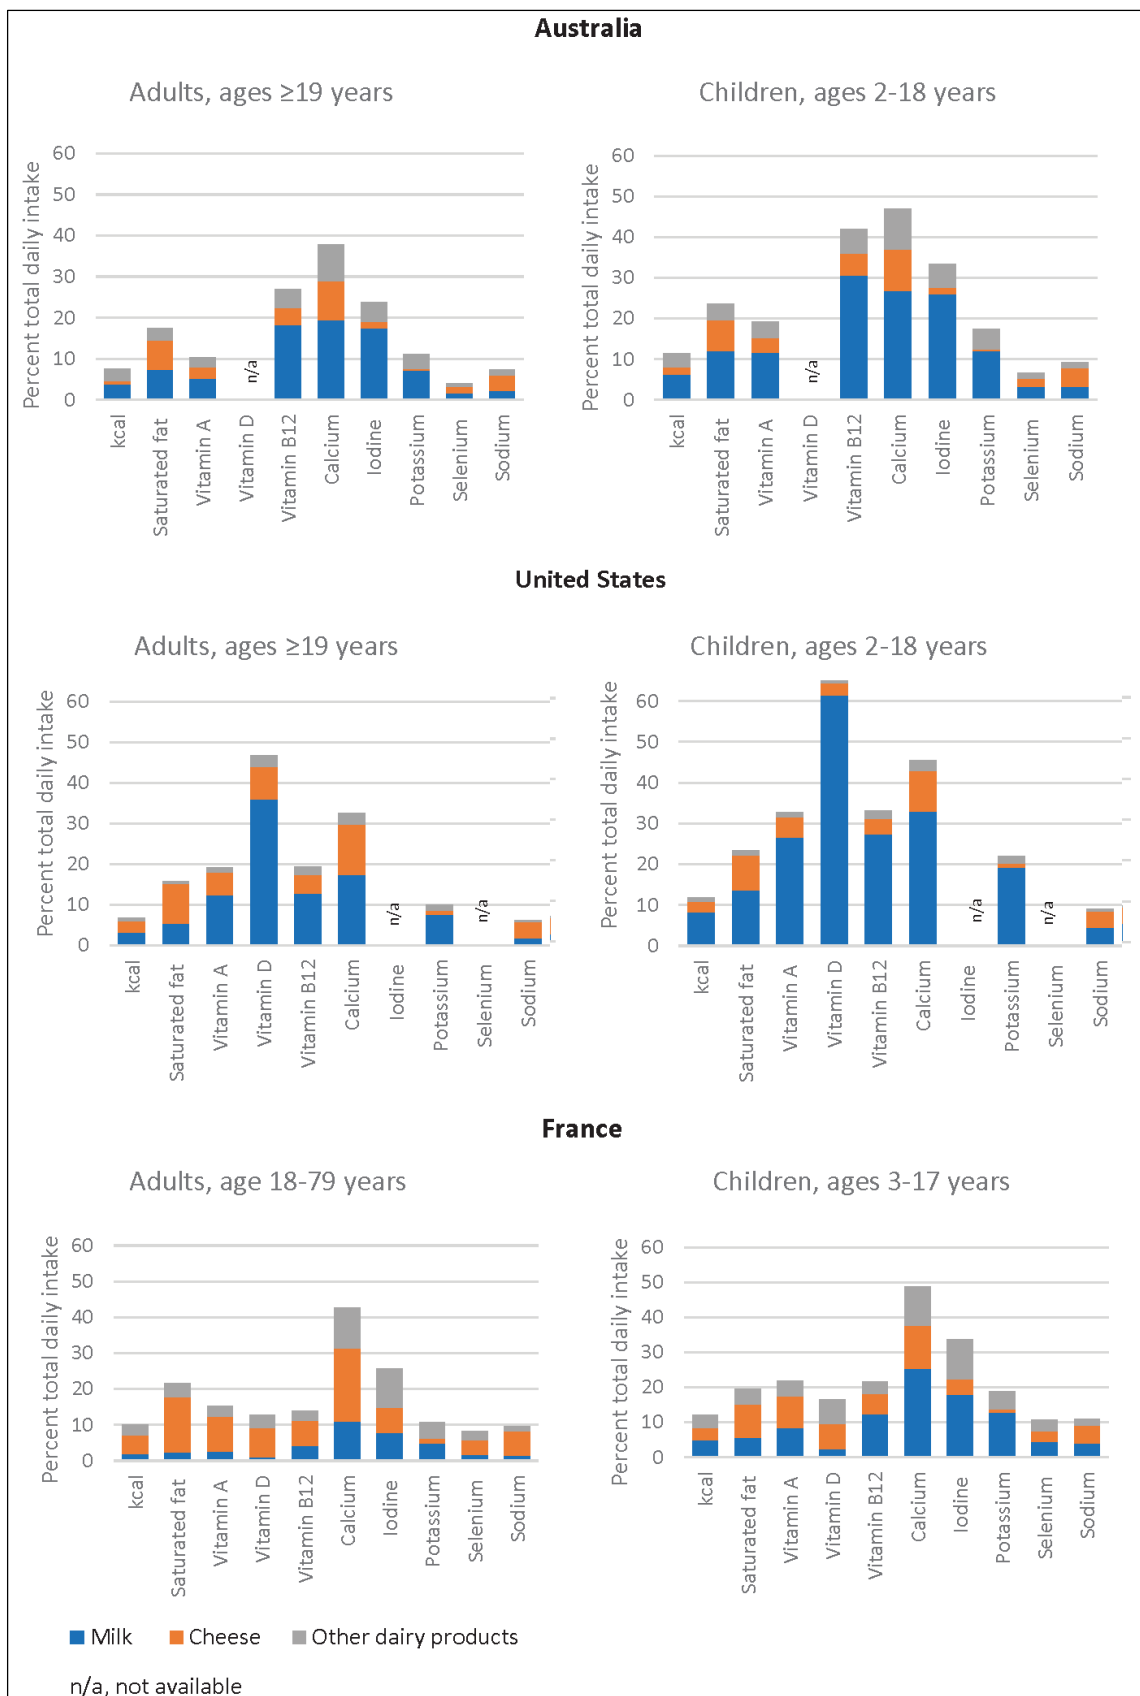 Australia
Adults, ages ≥19 years
Children, ages 2-18 years
Percent total daily intake
60
50
40
30
20
10
0
n/a
kcal
Saturated fat
Vitamin A
Vitamin D
Vitamin B12
Calcium
Iodine
Potassium
Selenium
Sodium
Percent total daily intake
60
50
40
30
20
10
0
n/a
kcal
Saturated fat
Vitamin A
Vitamin D
Vitamin B12
Calcium
Iodine
Potassium
Selenium
Sodium
United States
Adults, ages ≥19 years
Children, ages 2-18 years
Percent total daily intake
60
50
40
30
20
10
0
n/a
n/a
kcal
Saturated fat
Vitamin A
Vitamin D
Vitamin B12
Calcium
Iodine
Potassium
Selenium
Sodium
Percent total daily intake
60
50
40
30
20
10
0
n/a
n/a
kcal
Saturated fat
Vitamin A
Vitamin D
Vitamin B12
Calcium
Iodine
Potassium
Selenium
Sodium
France
Adults, age 18-79 years
Children, ages 3-17 years
Percent total daily intake
60
50
40
30
20
10
0
kcal
Saturated fat
Vitamin A
Vitamin D
Vitamin B12
Calcium
Iodine
Potassium
Selenium
Sodium
Percent total daily intake
60
50
40
30
20
10
0
kcal
Saturated fat
Vitamin A
Vitamin D
Vitamin B12
Calcium
Iodine
Potassium
Selenium
Sodium
Milk Cheese Other dairy products
n/a, not available